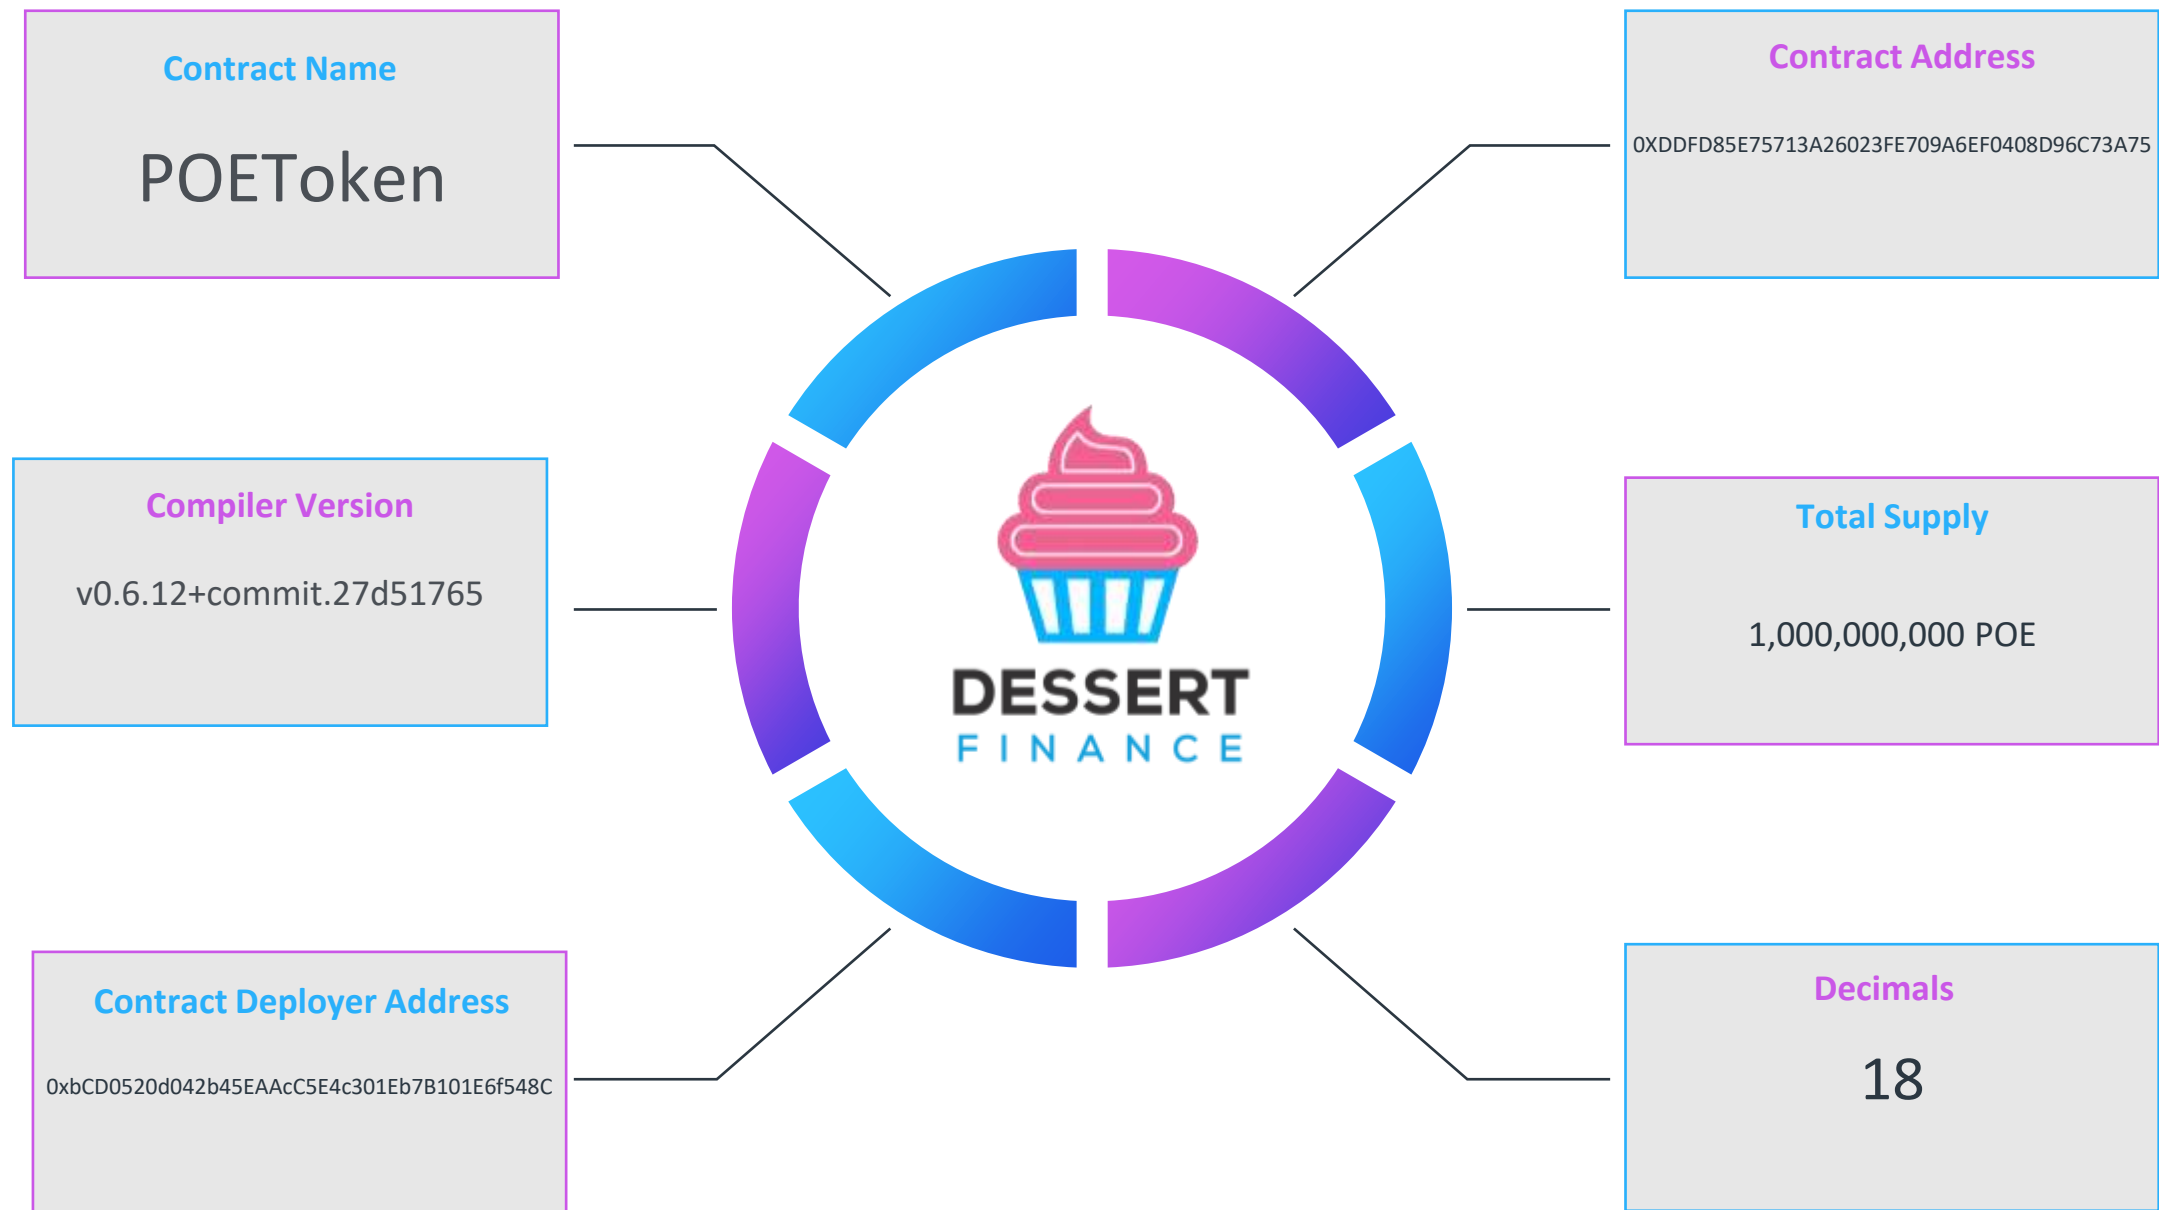 Contract Name
POEToken
Contract Address
0XDDFD85E75713A26023FE709A6EF0408D96C73A75
Compiler Version
v0.6.12+commit.27d51765
Total Supply
1,000,000,000 POE
DESSERT
FINANCE
Contract Deployer Address
0xbCD0520d042b45EAAcC5E4c301Eb7B101E6f548C
Decimals
18